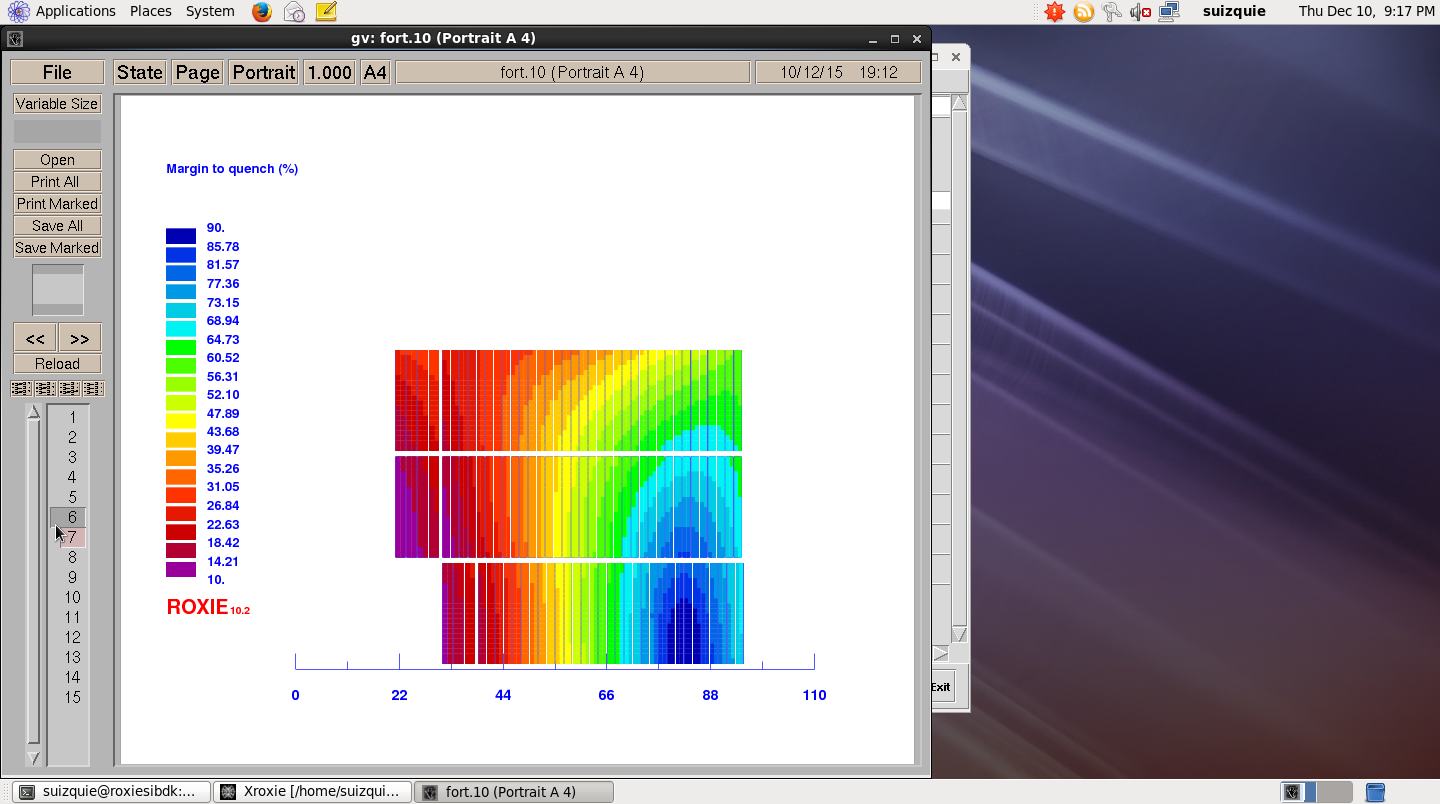 Applications Places System suizquie Thu Dec 10, 9:17 PM
gv: fort.10 (Portrait A 4)
File State Page Portrait 1.000 A4 fort.10 (Portrait A 4) 10/12/15 19:12
Variable Size
Open
Print All
Print Marked
Save All
Save Marked
<< >>
Reload
1
2
3
4
5
6
7
8
9
10
11
12
13
14
15
Margin to quench (%)
90.
85.78
81.57
77.36
73.15
68.94
64.73
60.52
56.31
52.10
47.89
43.68
39.47
35.26
31.05
26.84
22.63
18.42
14.21
10.
ROXIE 10.2
0 22 44 66 88 110
Exit
suizquie@roxiesibdk:... Xroxie [/home/suizqui... fort.10 (Portrait A 4)